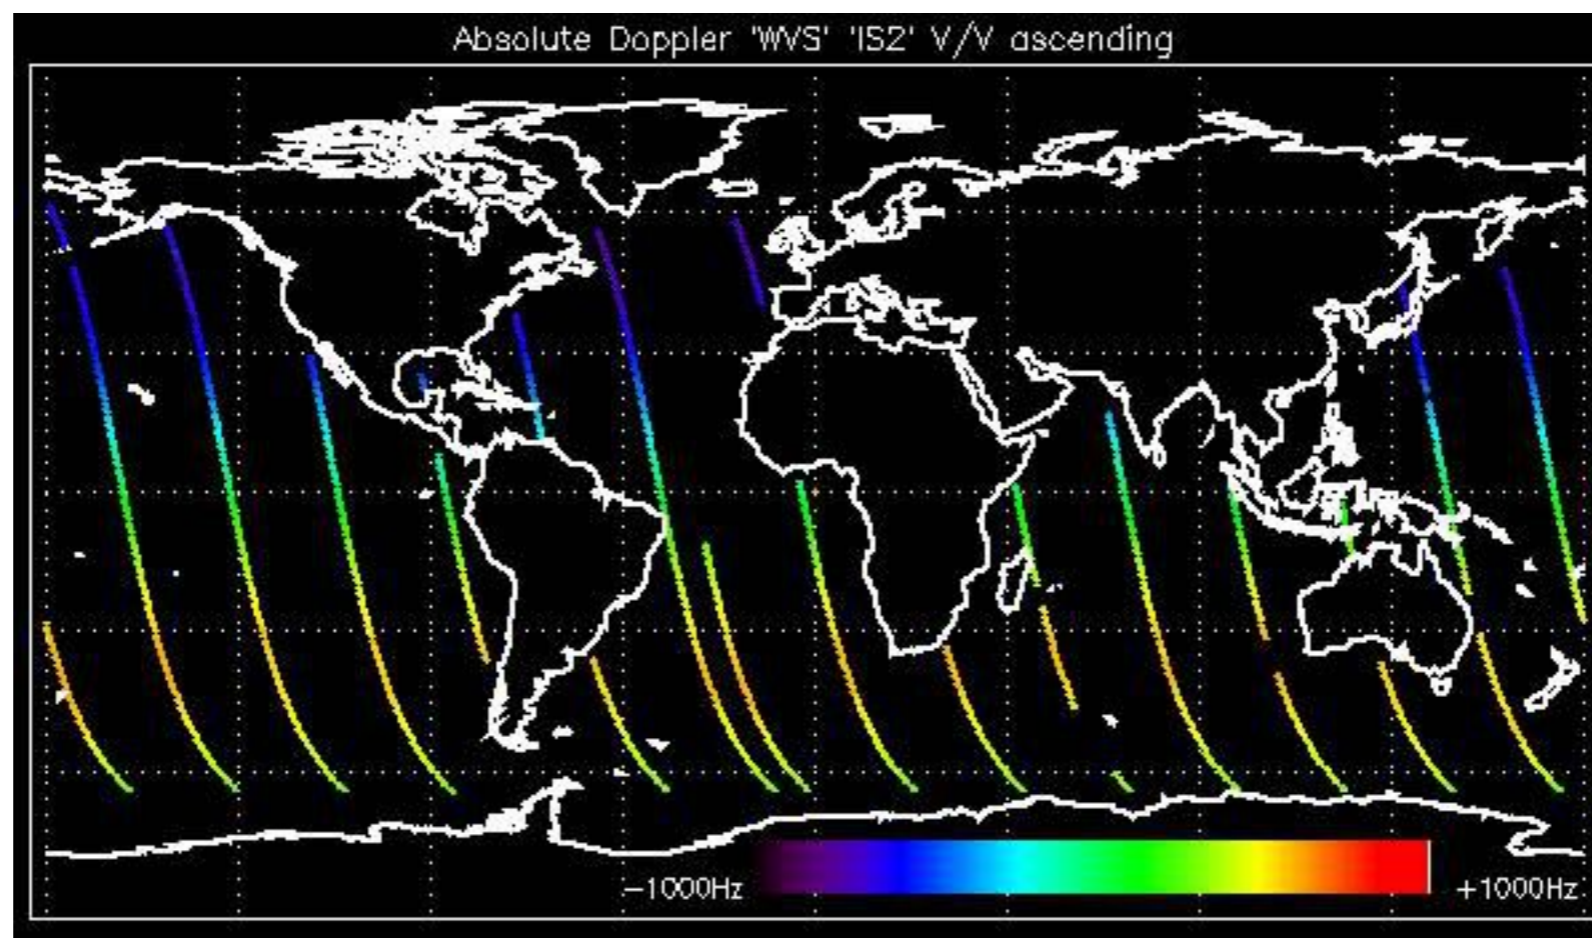 Absolute Doppler 'WVS' 'IS2' V/V ascending
−1000Hz
+1000Hz